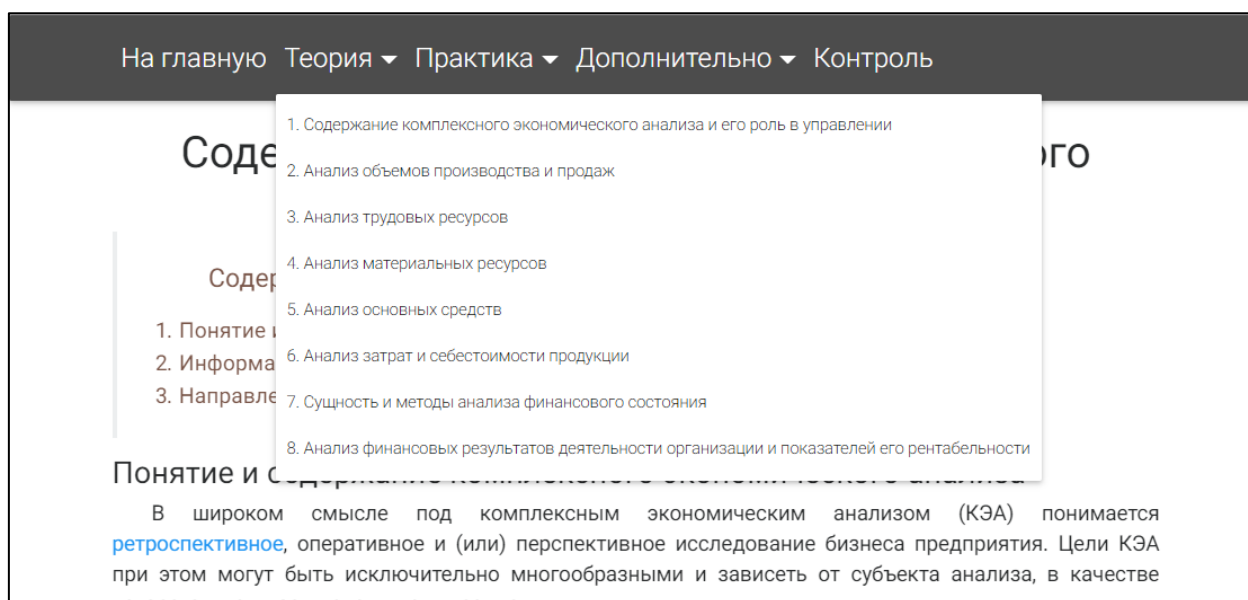 На главную Теория Практика Дополнительно Контроль
1. Содержание комплексного экономического анализа и его роль в управлении
2. Анализ объемов производства и продаж
3. Анализ трудовых ресурсов
4. Анализ материальных ресурсов
5. Анализ основных средств
6. Анализ затрат и себестоимости продукции
7. Сущность и методы анализа финансового состояния
8. Анализ финансовых результатов деятельности организации и показателей его рентабельности
Соде ого
Содер
1. Понятие и
2. Информа
3. Направле
Понятие и содержание комплексного экономического анализа
В широком смысле под комплексным экономическим анализом (КЭА) понимается
ретроспективное, оперативное и (или) перспективное исследование бизнеса предприятия. Цели КЭА
при этом могут быть исключительно многообразными и зависеть от субъекта анализа, в качестве